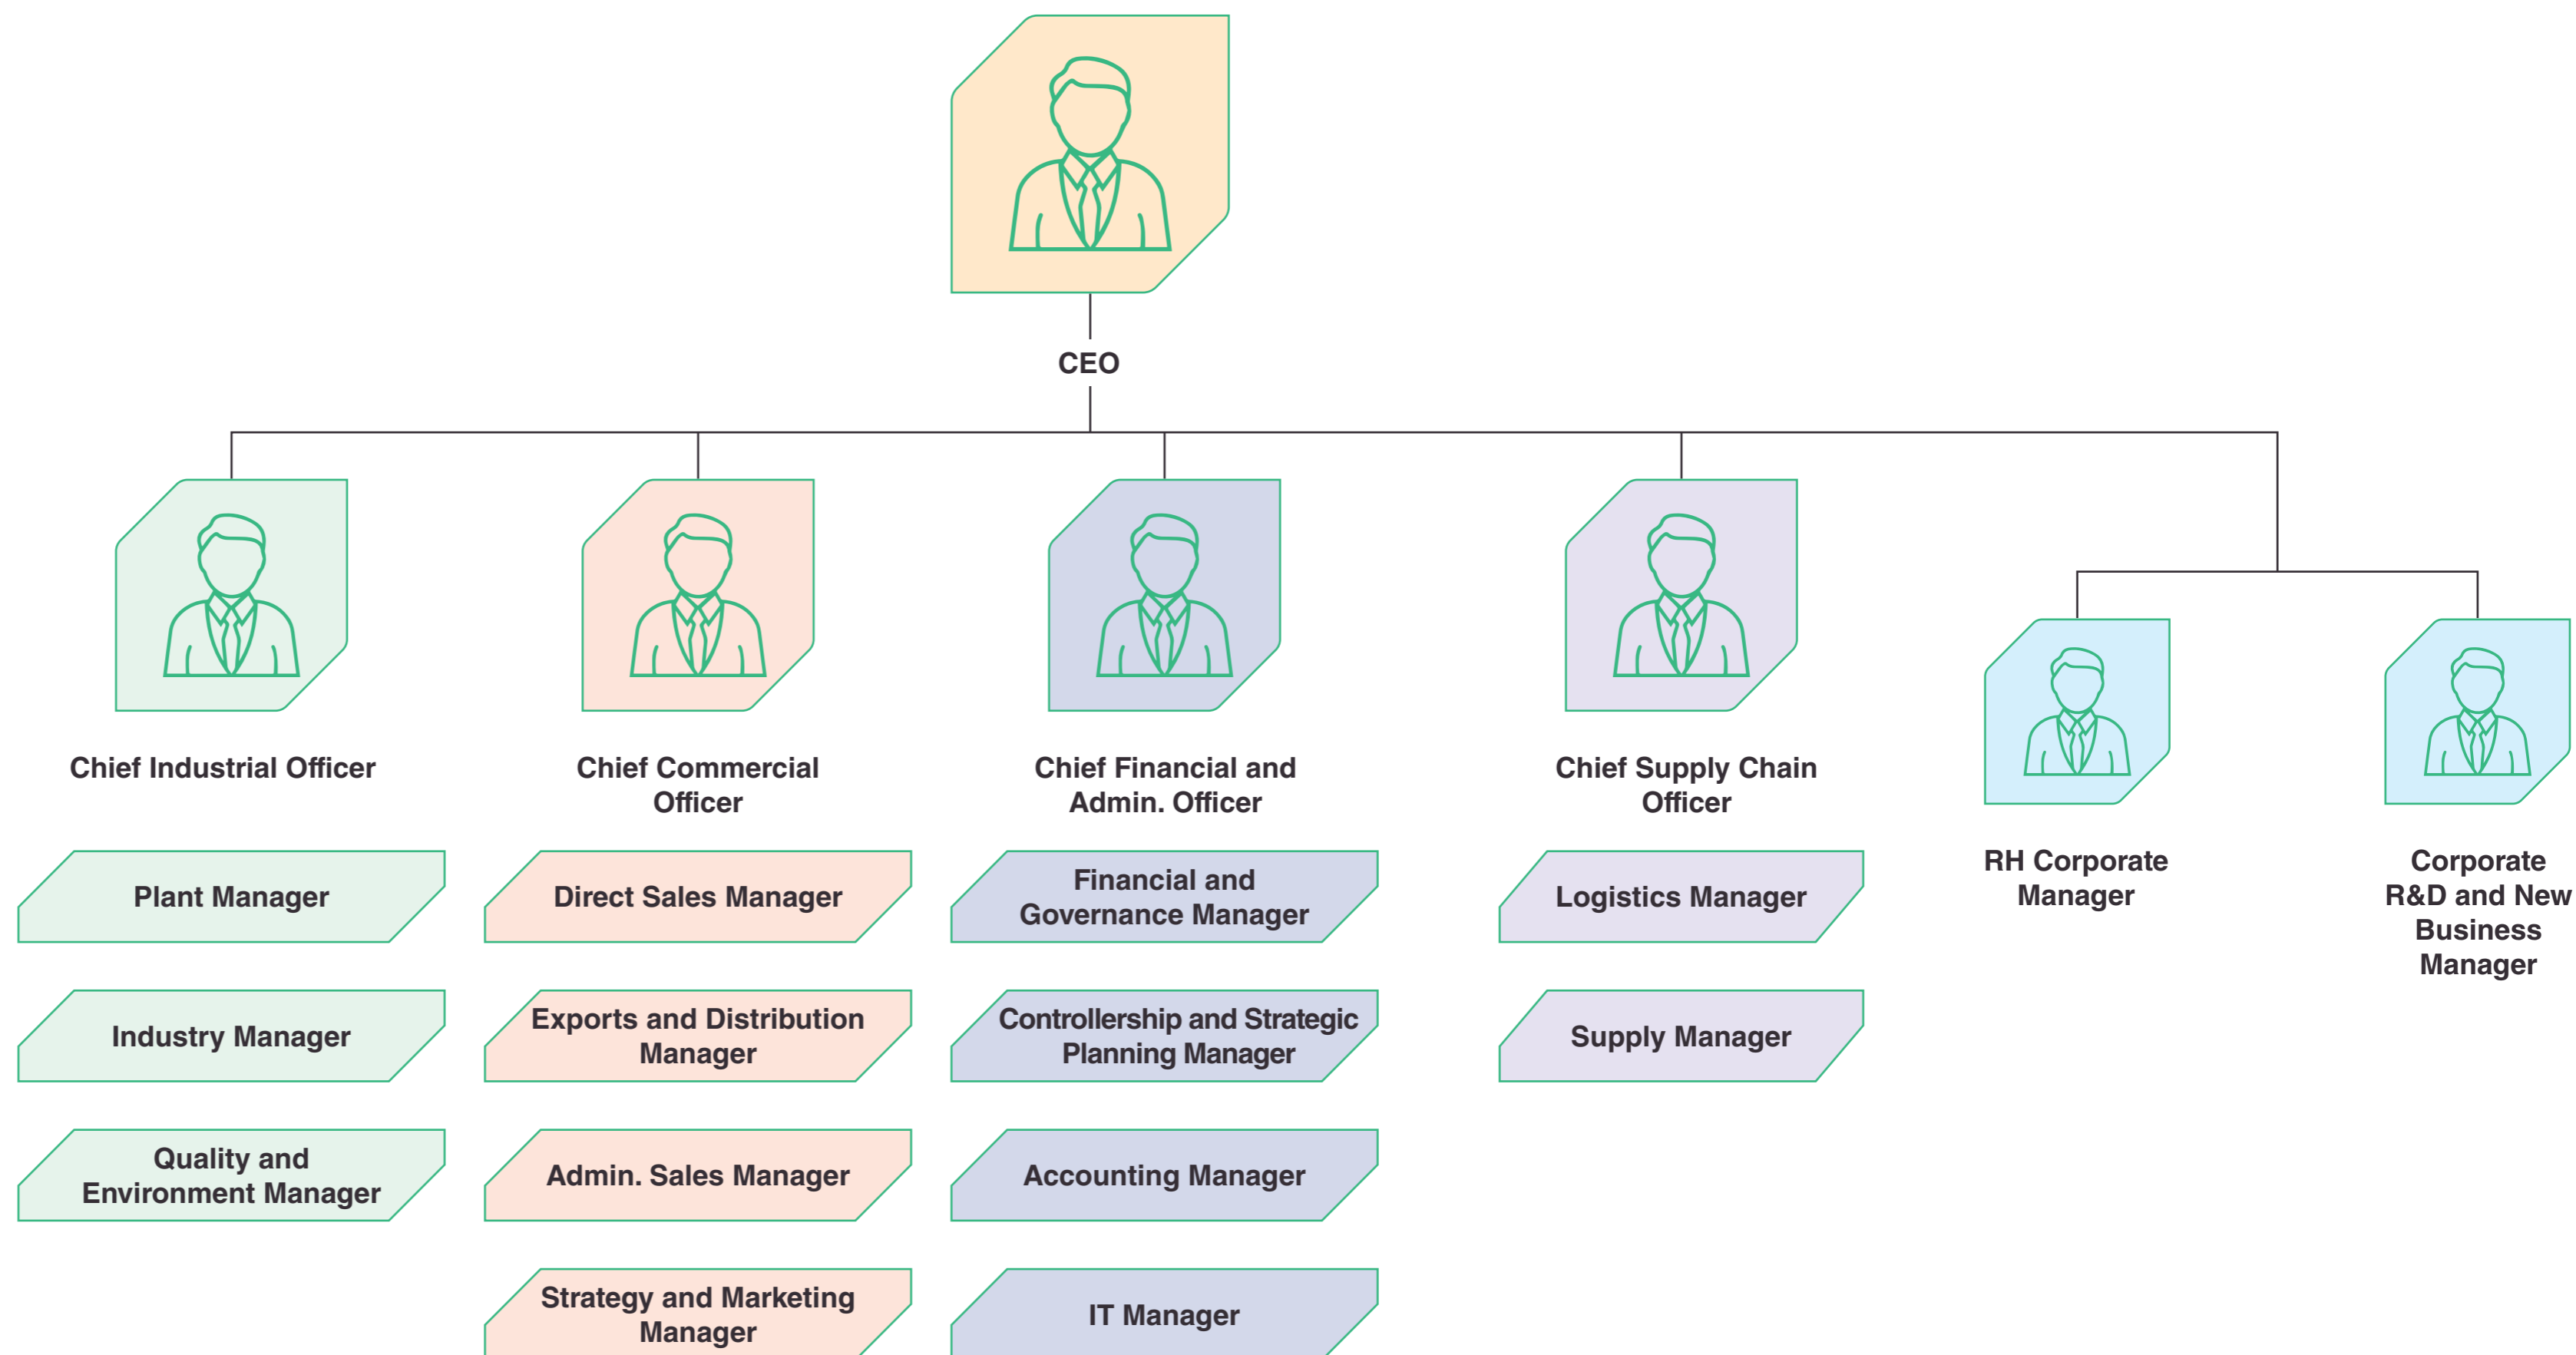 CEO
Chief Industrial Officer
Plant Manager
Industry Manager
Quality and
Environment Manager
Chief Commercial
Officer
Direct Sales Manager
Exports and Distribution
Manager
Admin. Sales Manager
Strategy and Marketing
Manager
Chief Financial and
Admin. Officer
Financial and
Governance Manager
Controllership and Strategic
Planning Manager
Accounting Manager
IT Manager
Chief Supply Chain
Officer
Logistics Manager
Supply Manager
RH Corporate
Manager
Corporate
R&D and New
Business
Manager